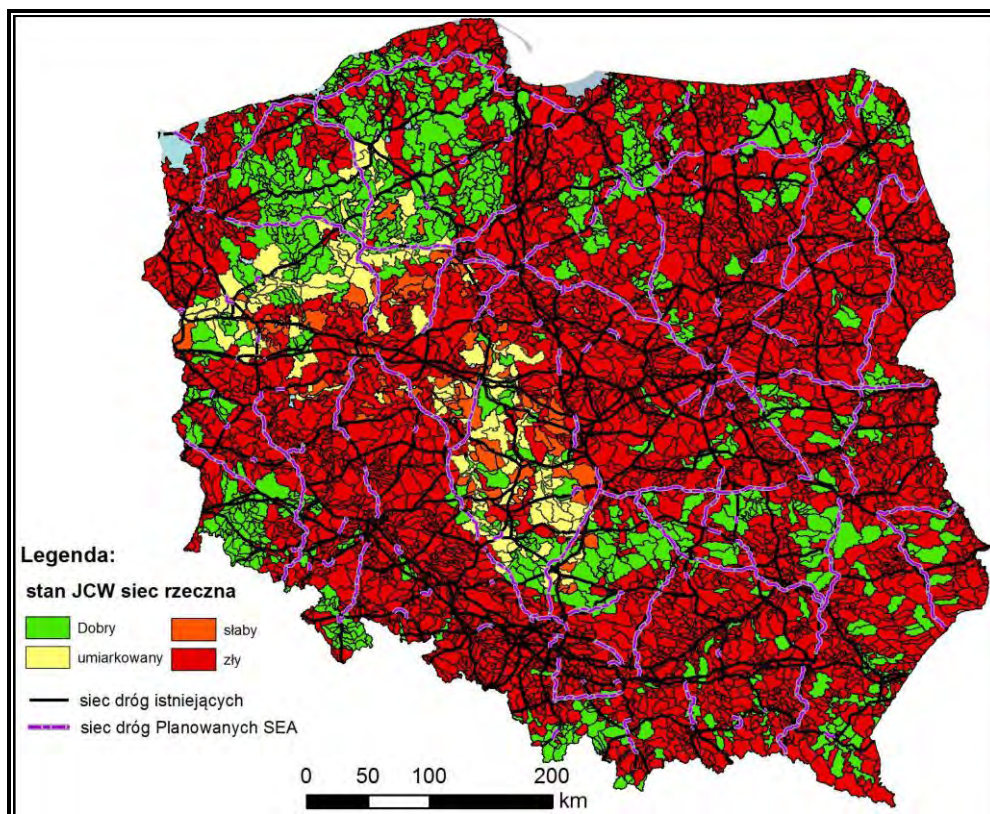 Legenda:
stan JCW siec rzeczna
Dobry
słaby
umiarkowany
zły
siec dróg istniejących
siec dróg Planowanych SEA
0 50 100 200
km